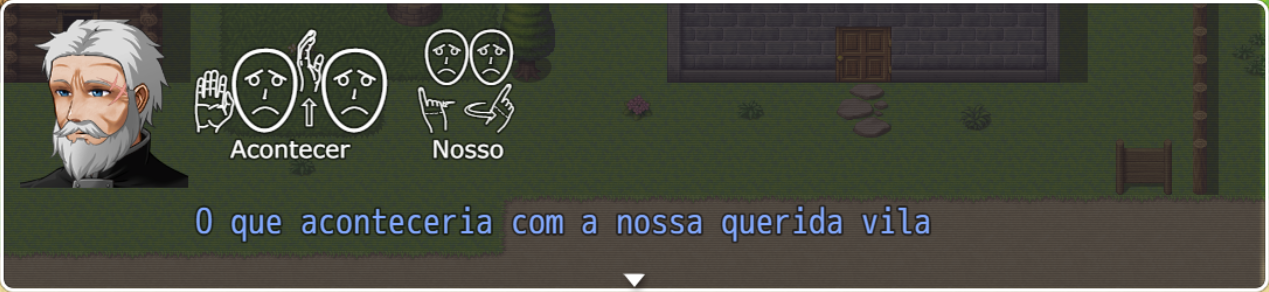 Acontecer Nosso
O que aconteceria com a nossa querida vila